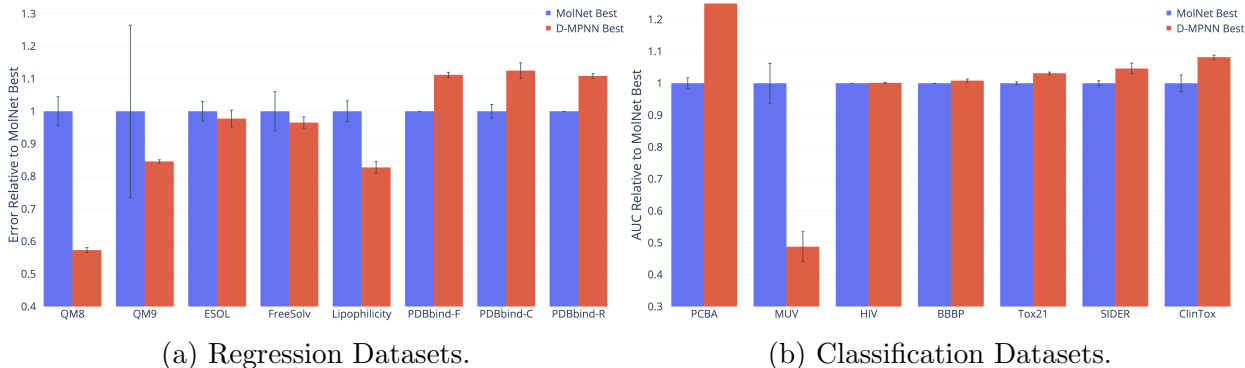 Error Relative to MolNet Best
1.3
1.2
1.1
1
0.9
0.8
0.7
0.6
0.5
0.4
QM8 QM9 ESOL FreeSolv Lipophilicity PDBbind-F PDBbind-C PDBbind-R
MolNet Best
D-MPNN Best
(a) Regression Datasets.
AUC Relative to MolNet Best
1.2
1.1
1
0.9
0.8
0.7
0.6
0.5
0.4
0.3
PCBA MUV HIV BBBP Tox21 SIDER ClinTox
MolNet Best
D-MPNN Best
(b) Classification Datasets.